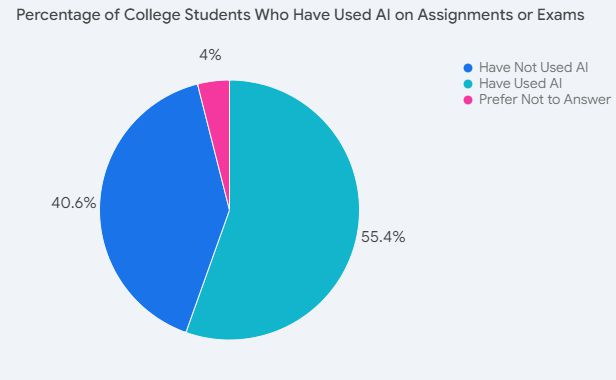 Percentage of College Students Who Have Used AI on Assignments or Exams
4%
Have Not Used AI
Have Used AI
Prefer Not to Answer
40.6%
55.4%